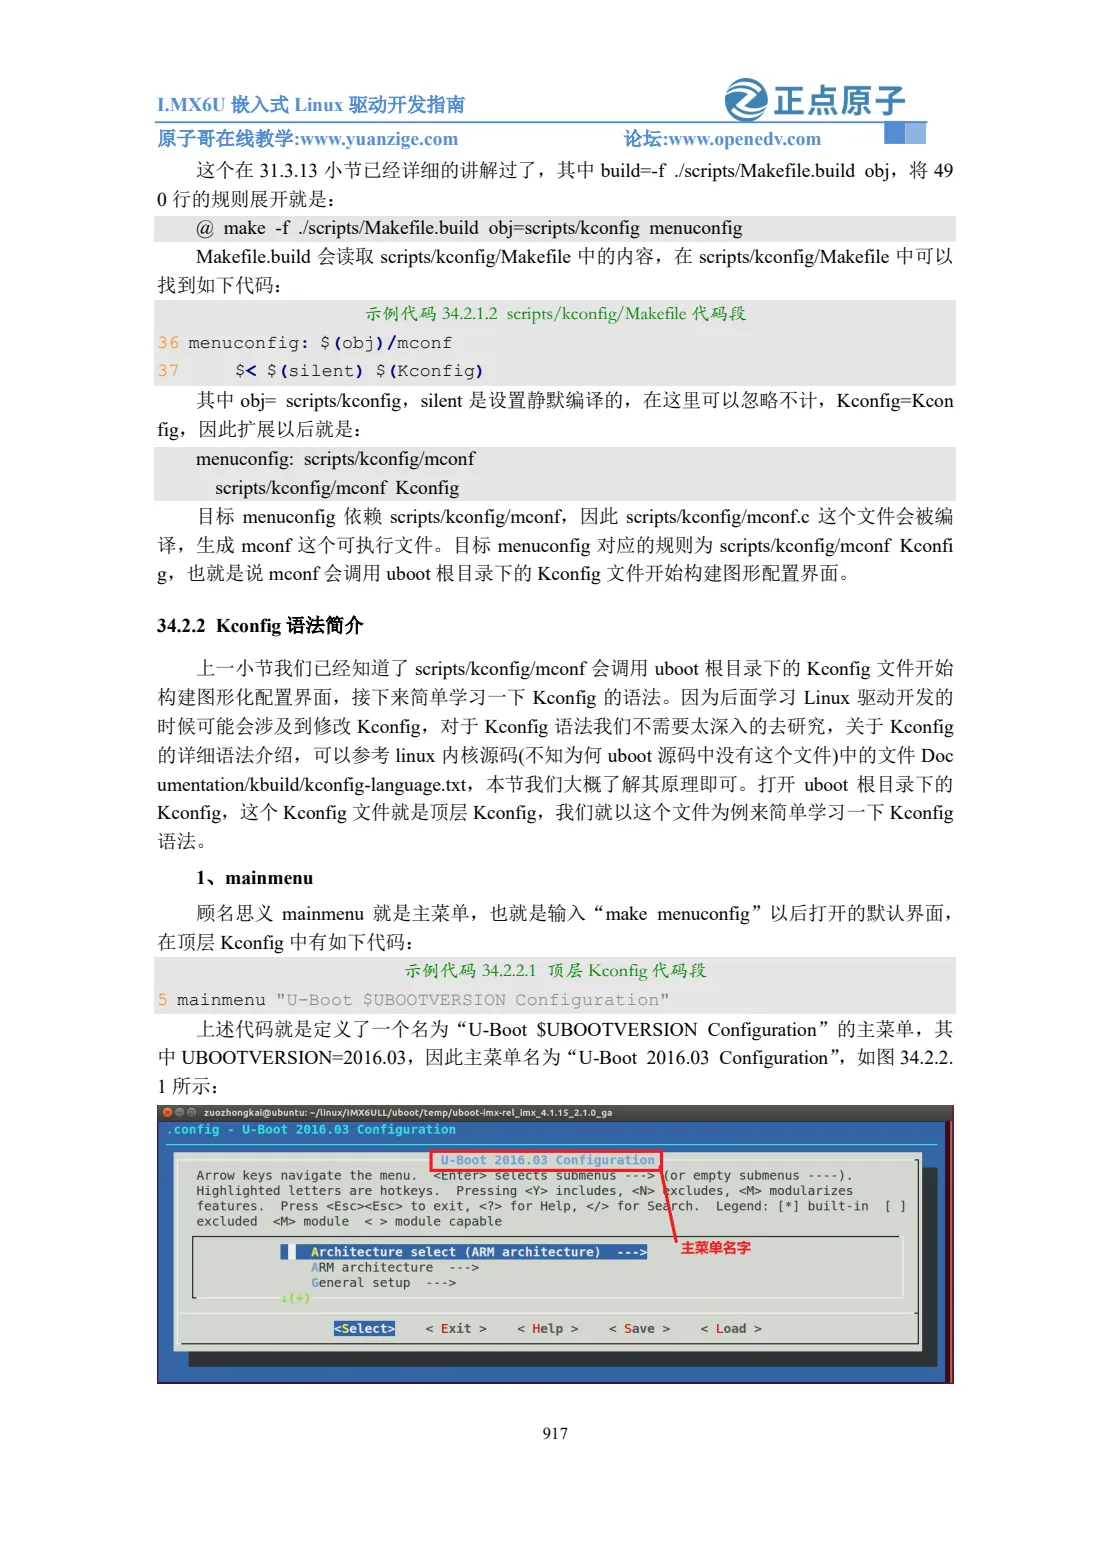 I.MX6U 嵌入式 Linux 驱动开发指南
正点原子
原子哥在线教学:www.yuanzige.com 论坛:www.openedv.com
这个在 31.3.13 小节已经详细的讲解过了，其中 build=-f ./scripts/Makefile.build obj，将 49
0 行的规则展开就是：
@ make -f ./scripts/Makefile.build obj=scripts/kconfig menuconfig
Makefile.build 会读取 scripts/kconfig/Makefile 中的内容，在 scripts/kconfig/Makefile 中可以
找到如下代码：
示例代码 34.2.1.2 scripts/kconfig/Makefile 代码段
36 menuconfig: $(obj)/mconf
37 $< $(silent) $(Kconfig)
其中 obj= scripts/kconfig，silent 是设置静默编译的，在这里可以忽略不计，Kconfig=Kcon
fig，因此扩展以后就是：
menuconfig: scripts/kconfig/mconf
scripts/kconfig/mconf Kconfig
目标 menuconfig 依赖 scripts/kconfig/mconf，因此 scripts/kconfig/mconf.c 这个文件会被编
译，生成 mconf 这个可执行文件。目标 menuconfig 对应的规则为 scripts/kconfig/mconf Kconfi
g，也就是说 mconf 会调用 uboot 根目录下的 Kconfig 文件开始构建图形配置界面。
34.2.2 Kconfig 语法简介
上一小节我们已经知道了 scripts/kconfig/mconf 会调用 uboot 根目录下的 Kconfig 文件开始
构建图形化配置界面，接下来简单学习一下 Kconfig 的语法。因为后面学习 Linux 驱动开发的
时候可能会涉及到修改 Kconfig，对于 Kconfig 语法我们不需要太深入的去研究，关于 Kconfig
的详细语法介绍，可以参考 linux 内核源码(不知为何 uboot 源码中没有这个文件)中的文件 Doc
umentation/kbuild/kconfig-language.txt，本节我们大概了解其原理即可。打开 uboot 根目录下的
Kconfig，这个 Kconfig 文件就是顶层 Kconfig，我们就以这个文件为例来简单学习一下 Kconfig
语法。
1、mainmenu
顾名思义 mainmenu 就是主菜单，也就是输入“make menuconfig”以后打开的默认界面，
在顶层 Kconfig 中有如下代码：
示例代码 34.2.2.1 顶层 Kconfig 代码段
5 mainmenu "U-Boot $UBOOTVERSION Configuration"
上述代码就是定义了一个名为“U-Boot $UBOOTVERSION Configuration”的主菜单，其
中 UBOOTVERSION=2016.03，因此主菜单名为“U-Boot 2016.03 Configuration”，如图 34.2.2.
1 所示：
zuozhongkai@ubuntu: ~/linux/IMX6ULL/uboot/temp/uboot-imx-rel_imx_4.1.15_2.1.0_ga
.config - U-Boot 2016.03 Configuration
U-Boot 2016.03 Configuration
Arrow keys navigate the menu. <Enter> selects submenus ---> (or empty submenus ----).
Highlighted letters are hotkeys. Pressing <Y> includes, <N> excludes, <M> modularizes
features. Press <Esc><Esc> to exit, <?> for Help, </> for Search. Legend: [*] built-in [ ]
excluded <M> module < > module capable
Architecture select (ARM architecture) --->
主菜单名字
ARM architecture --->
General setup --->
↓(+)
<Select> < Exit > < Help > < Save > < Load >
917